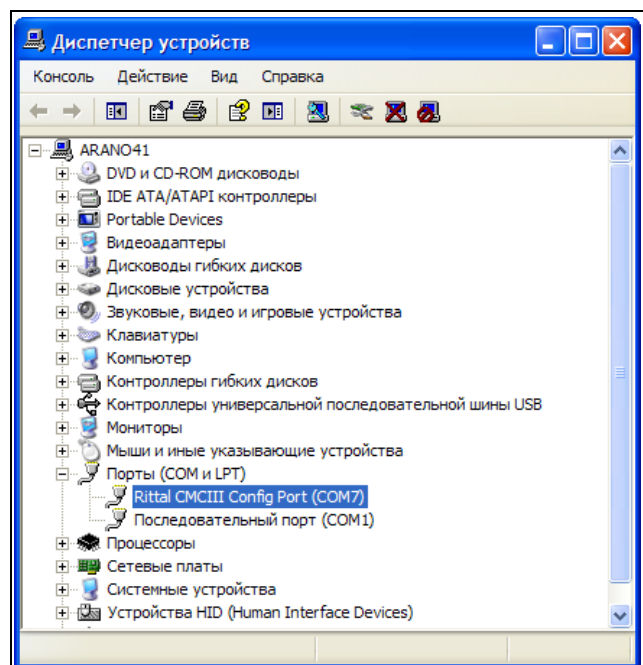 Диспетчер устройств
Консоль Действие Вид Справка
ARANO41
DVD и CD-ROM дисководы
IDE ATA/ATAPI контроллеры
Portable Devices
Видеоадаптеры
Дисководы гибких дисков
Дисковые устройства
Звуковые, видео и игровые устройства
Клавиатуры
Компьютер
Контроллеры гибких дисков
Контроллеры универсальной последовательной шины USB
Мониторы
Мыши и иные указывающие устройства
Порты (COM и LPT)
Rittal CMCIII Config Port (COM7)
Последовательный порт (COM1)
Процессоры
Сетевые платы
Системные устройства
Устройства HID (Human Interface Devices)